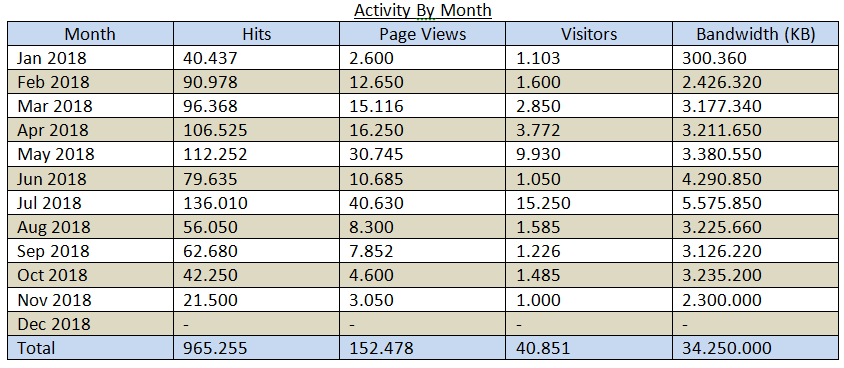 Activity By Month
Month Hits Page Views Visitors Bandwidth (KB)
Jan 2018 40.437 2.600 1.103 300.360
Feb 2018 90.978 12.650 1.600 2.426.320
Mar 2018 96.368 15.116 2.850 3.177.340
Apr 2018 106.525 16.250 3.772 3.211.650
May 2018 112.252 30.745 9.930 3.380.550
Jun 2018 79.635 10.685 1.050 4.290.850
Jul 2018 136.010 40.630 15.250 5.575.850
Aug 2018 56.050 8.300 1.585 3.225.660
Sep 2018 62.680 7.852 1.226 3.126.220
Oct 2018 42.250 4.600 1.485 3.235.200
Nov 2018 21.500 3.050 1.000 2.300.000
Dec 2018 - - - -
Total 965.255 152.478 40.851 34.250.000